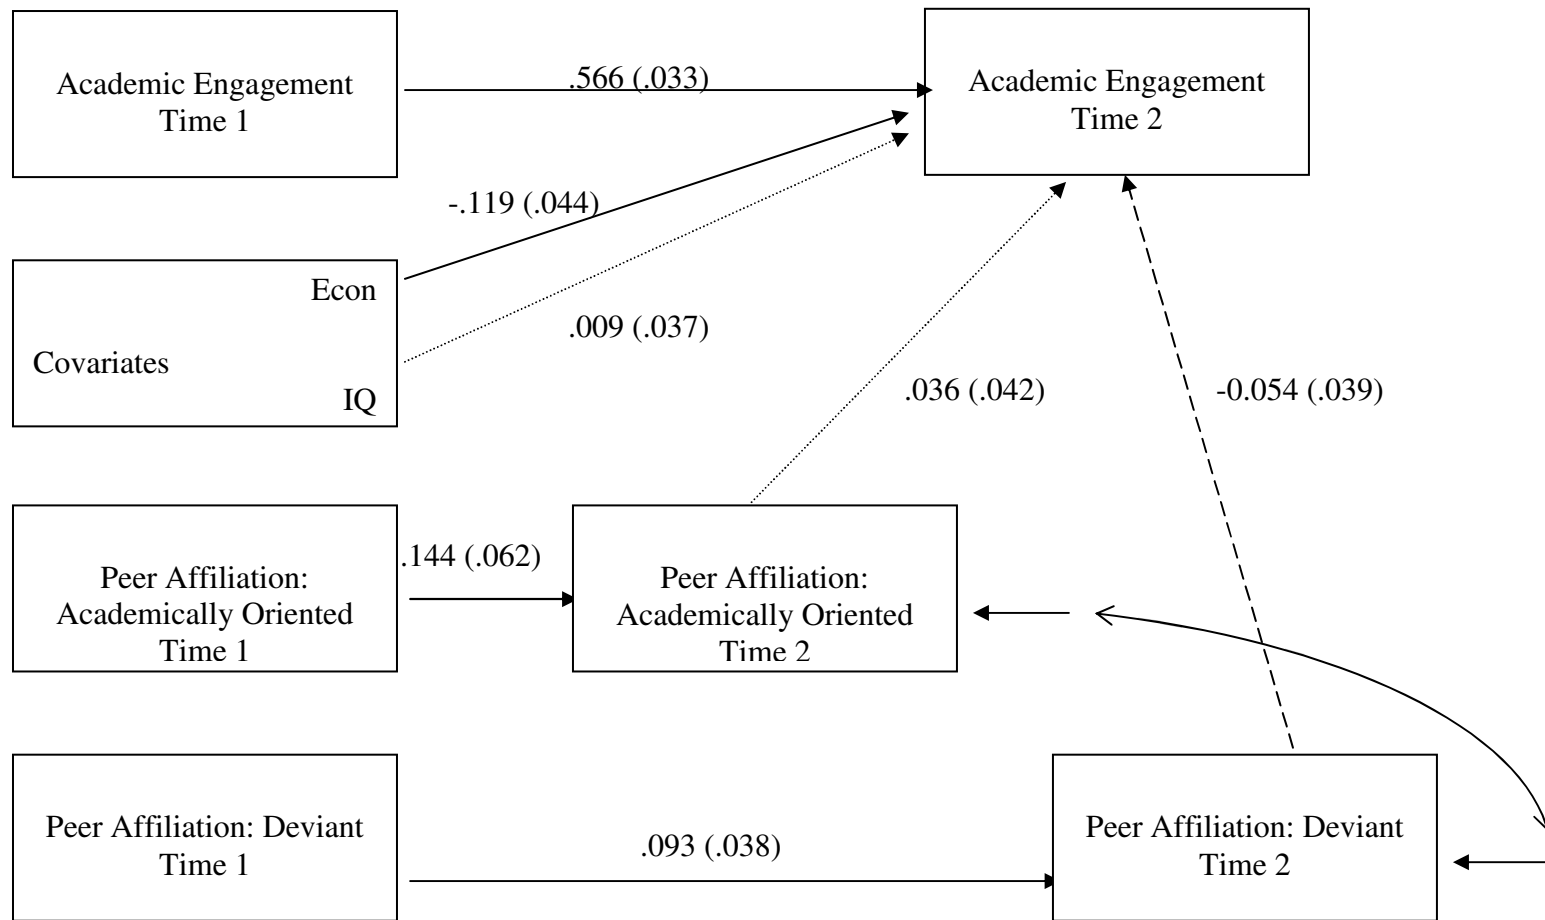 Academic Engagement
Time 1
.566 (.033)
Academic Engagement
Time 2
-.119 (.044)
Econ
Covariates
IQ
.009 (.037)
.036 (.042)
-0.054 (.039)
Peer Affiliation:
Academically Oriented
Time 1
.144 (.062)
Peer Affiliation:
Academically Oriented
Time 2
Peer Affiliation: Deviant
Time 1
.093 (.038)
Peer Affiliation: Deviant
Time 2